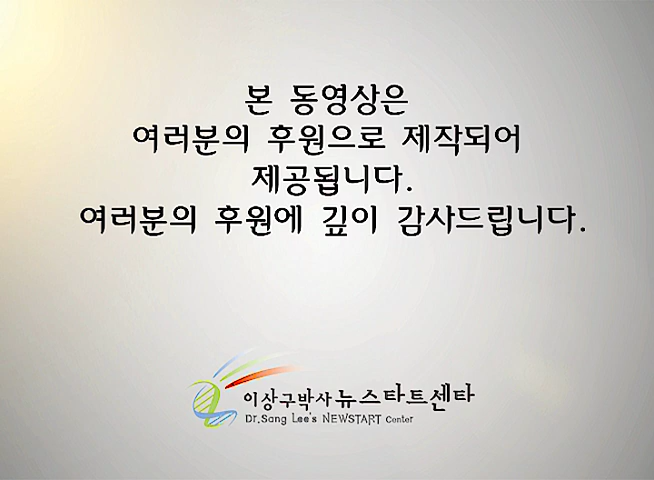 본 동영상은
여러분의 후원으로 제작되어
제공됩니다.
여러분의 후원에 깊이 감사드립니다.
이상구박사 뉴스타트센타
Dr.Sang Lee's NEWSTART Center